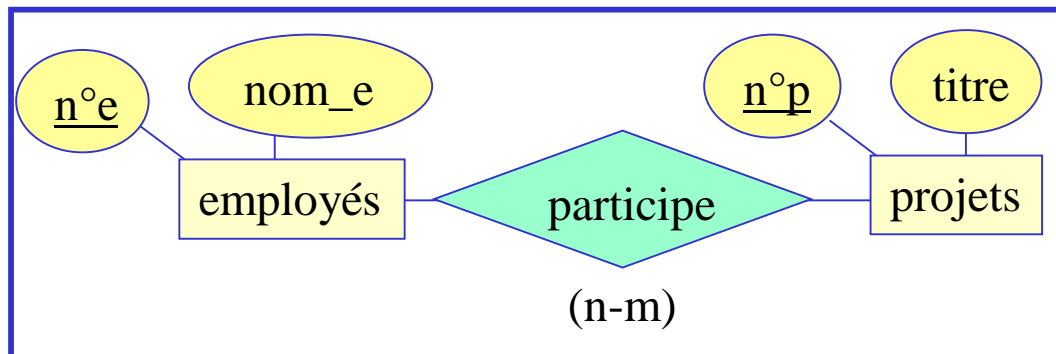 n°e
nom_e
n°p
titre
employés
participe
projets
(n-m)